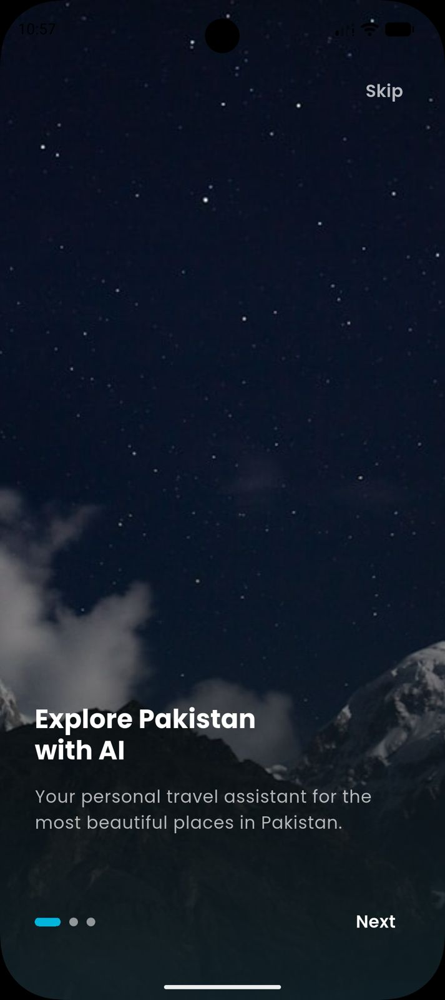 10:57
Skip
Explore Pakistan
with AI
Your personal travel assistant for the
most beautiful places in Pakistan.
Next